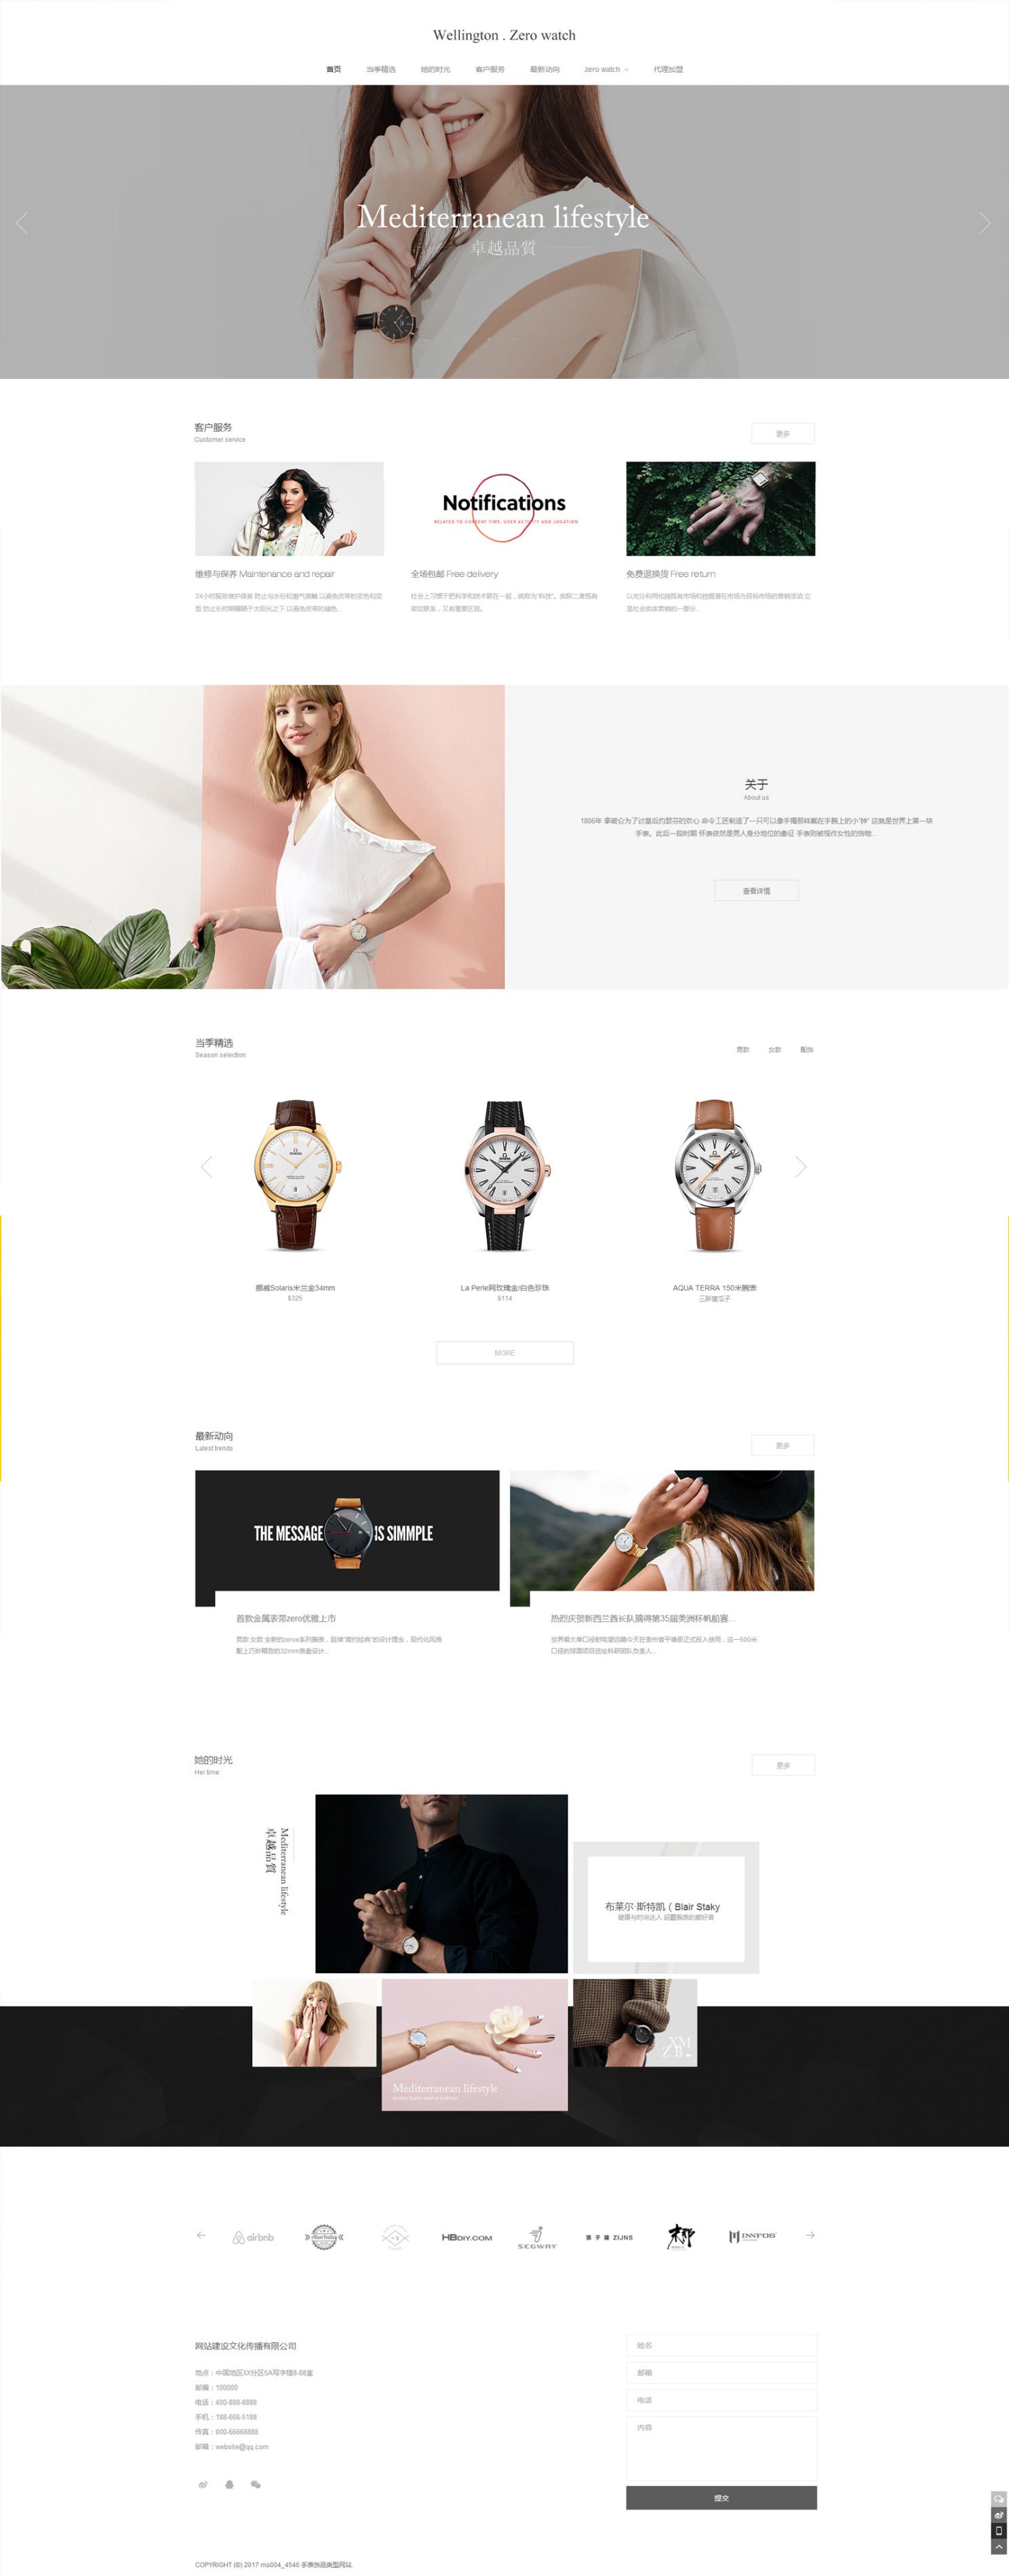 Wellington . Zero watch
首页 当季精选 她的时光 客户服务 最新动向 zero watch 代理加盟
Mediterranean lifestyle
卓越品質
客户服务
Customer service
更多
Notifications
RELATED TO CURRENT TIME, USER ACTIVITY AND LOCATION
维修与保养 Maintenance and repair
24小时服务维护保养 防止与水份和潮气接触 以避免皮带的变色和变
型 防止长时期曝晒于太阳光之下 以避免皮带的褪色...
全场包邮 Free delivery
社会上习惯于把科学和技术联在一起，统称为“科技”。实际二者既有
密切联系，又有重要区别。
免费退换货 Free return
以充分利用校园既有市场和挖掘潜在市场为目标市场的营销活动,它
是社会实体营销的一部分...
关于
About us
1806年 拿破仑为了讨皇后约瑟芬的欢心 命令工匠制造了一只可以像手镯那样戴在手腕上的小“钟” 这就是世界上第一块
手表。此后一段时期 怀表依然是男人身分地位的象征 手表则被视作女性的饰物...
查看详情
当季精选
Season selection
男款 女款 配饰
OMEGA
挪威Solaris米兰金34mm
$325
La Perle网玫瑰金/白色珍珠
$114
AQUA TERRA 150米腕表
三胖蜜瓜子
MORE
最新动向
Latest trends
更多
THE MESSAGE IS SIMMPLE
首款金属表带zero优雅上市
男款 女款 全新的sense系列腕表，延续“简约经典”的设计理念，现代化风格
配上巧妙精致的32mm表盘设计...
热烈庆贺新西兰酋长队摘得第35届美洲杯帆船赛...
世界最大单口径射电望远镜今天在贵州省平塘县正式投入使用，这一500米
口径的球面项目选址科研团队负责人...
她的时光
Her time
更多
Mediterranean lifestyle
卓越品質
布莱尔·斯特凯（Blair Staky
健康与时尚达人 超霸腕表的爱好者
Mediterranean lifestyle
XM
ZB
airbnb
HBDIY.COM
SEGWAY
張 子 建 ZIJNS
INNFOS
网站建设文化传播有限公司
地点：中国地区XX分区5A写字楼8-88室
邮编：100000
电话：400-888-8888
手机：188-666-5188
传真：000-66668888
邮箱：website@qq.com
姓名
邮箱
电话
内容
提交
COPYRIGHT (©) 2017 mo004_4546 手表饰品类型网站.